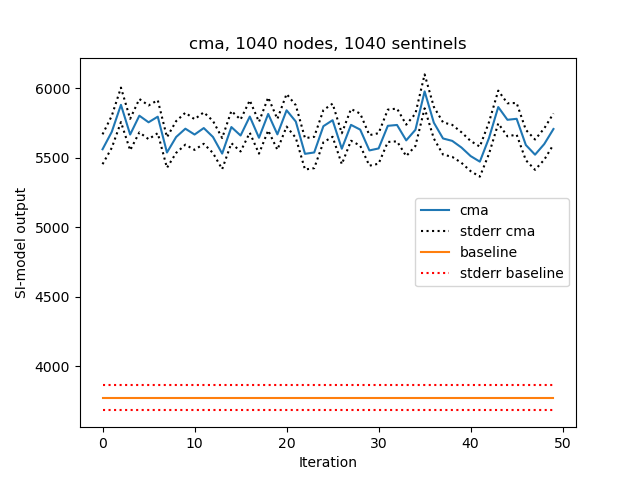 cma, 1040 nodes, 1040 sentinels
SI-model output
6000
5500
5000
4500
4000
cma
stderr cma
baseline
stderr baseline
0 10 20 30 40 50
Iteration